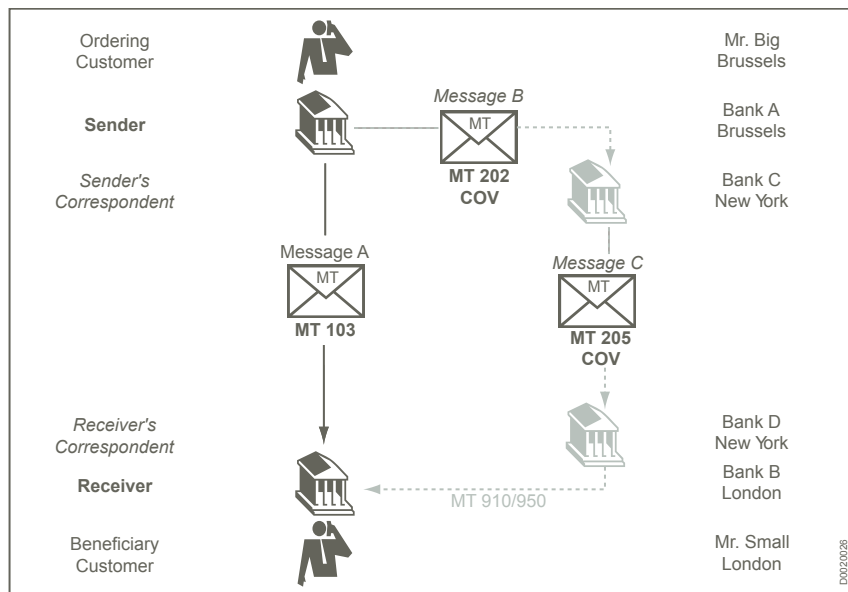 Ordering
Customer
Mr. Big
Brussels
Sender
Message B
MT
MT 202
COV
Bank A
Brussels
Sender's
Correspondent
Bank C
New York
Message A
MT
MT 103
Message C
MT
MT 205
COV
Receiver's
Correspondent
Bank D
New York
Receiver
MT 910/950
Bank B
London
Beneficiary
Customer
Mr. Small
London
D0020026